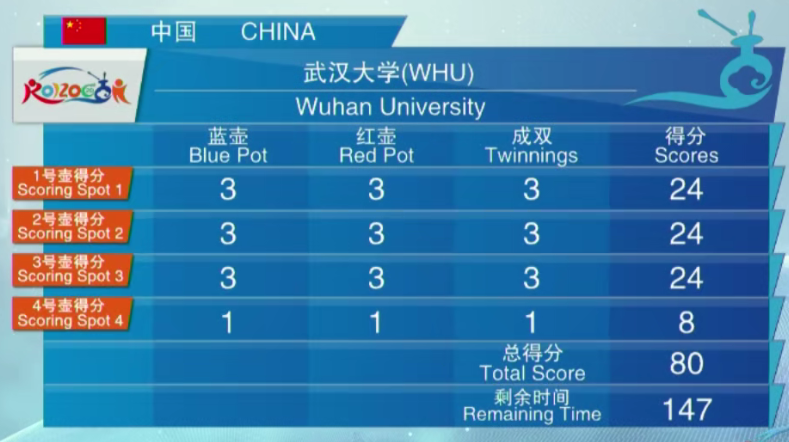 中国 CHINA
武汉大学(WHU)
Wuhan University
蓝壶 红壶 成双 得分
Blue Pot Red Pot Twinnings Scores
1号壶得分
Scoring Spot 1
3 3 3 24
2号壶得分
Scoring Spot 2
3 3 3 24
3号壶得分
Scoring Spot 3
3 3 3 24
4号壶得分
Scoring Spot 4
1 1 1 8
总得分
Total Score
80
剩余时间
Remaining Time
147